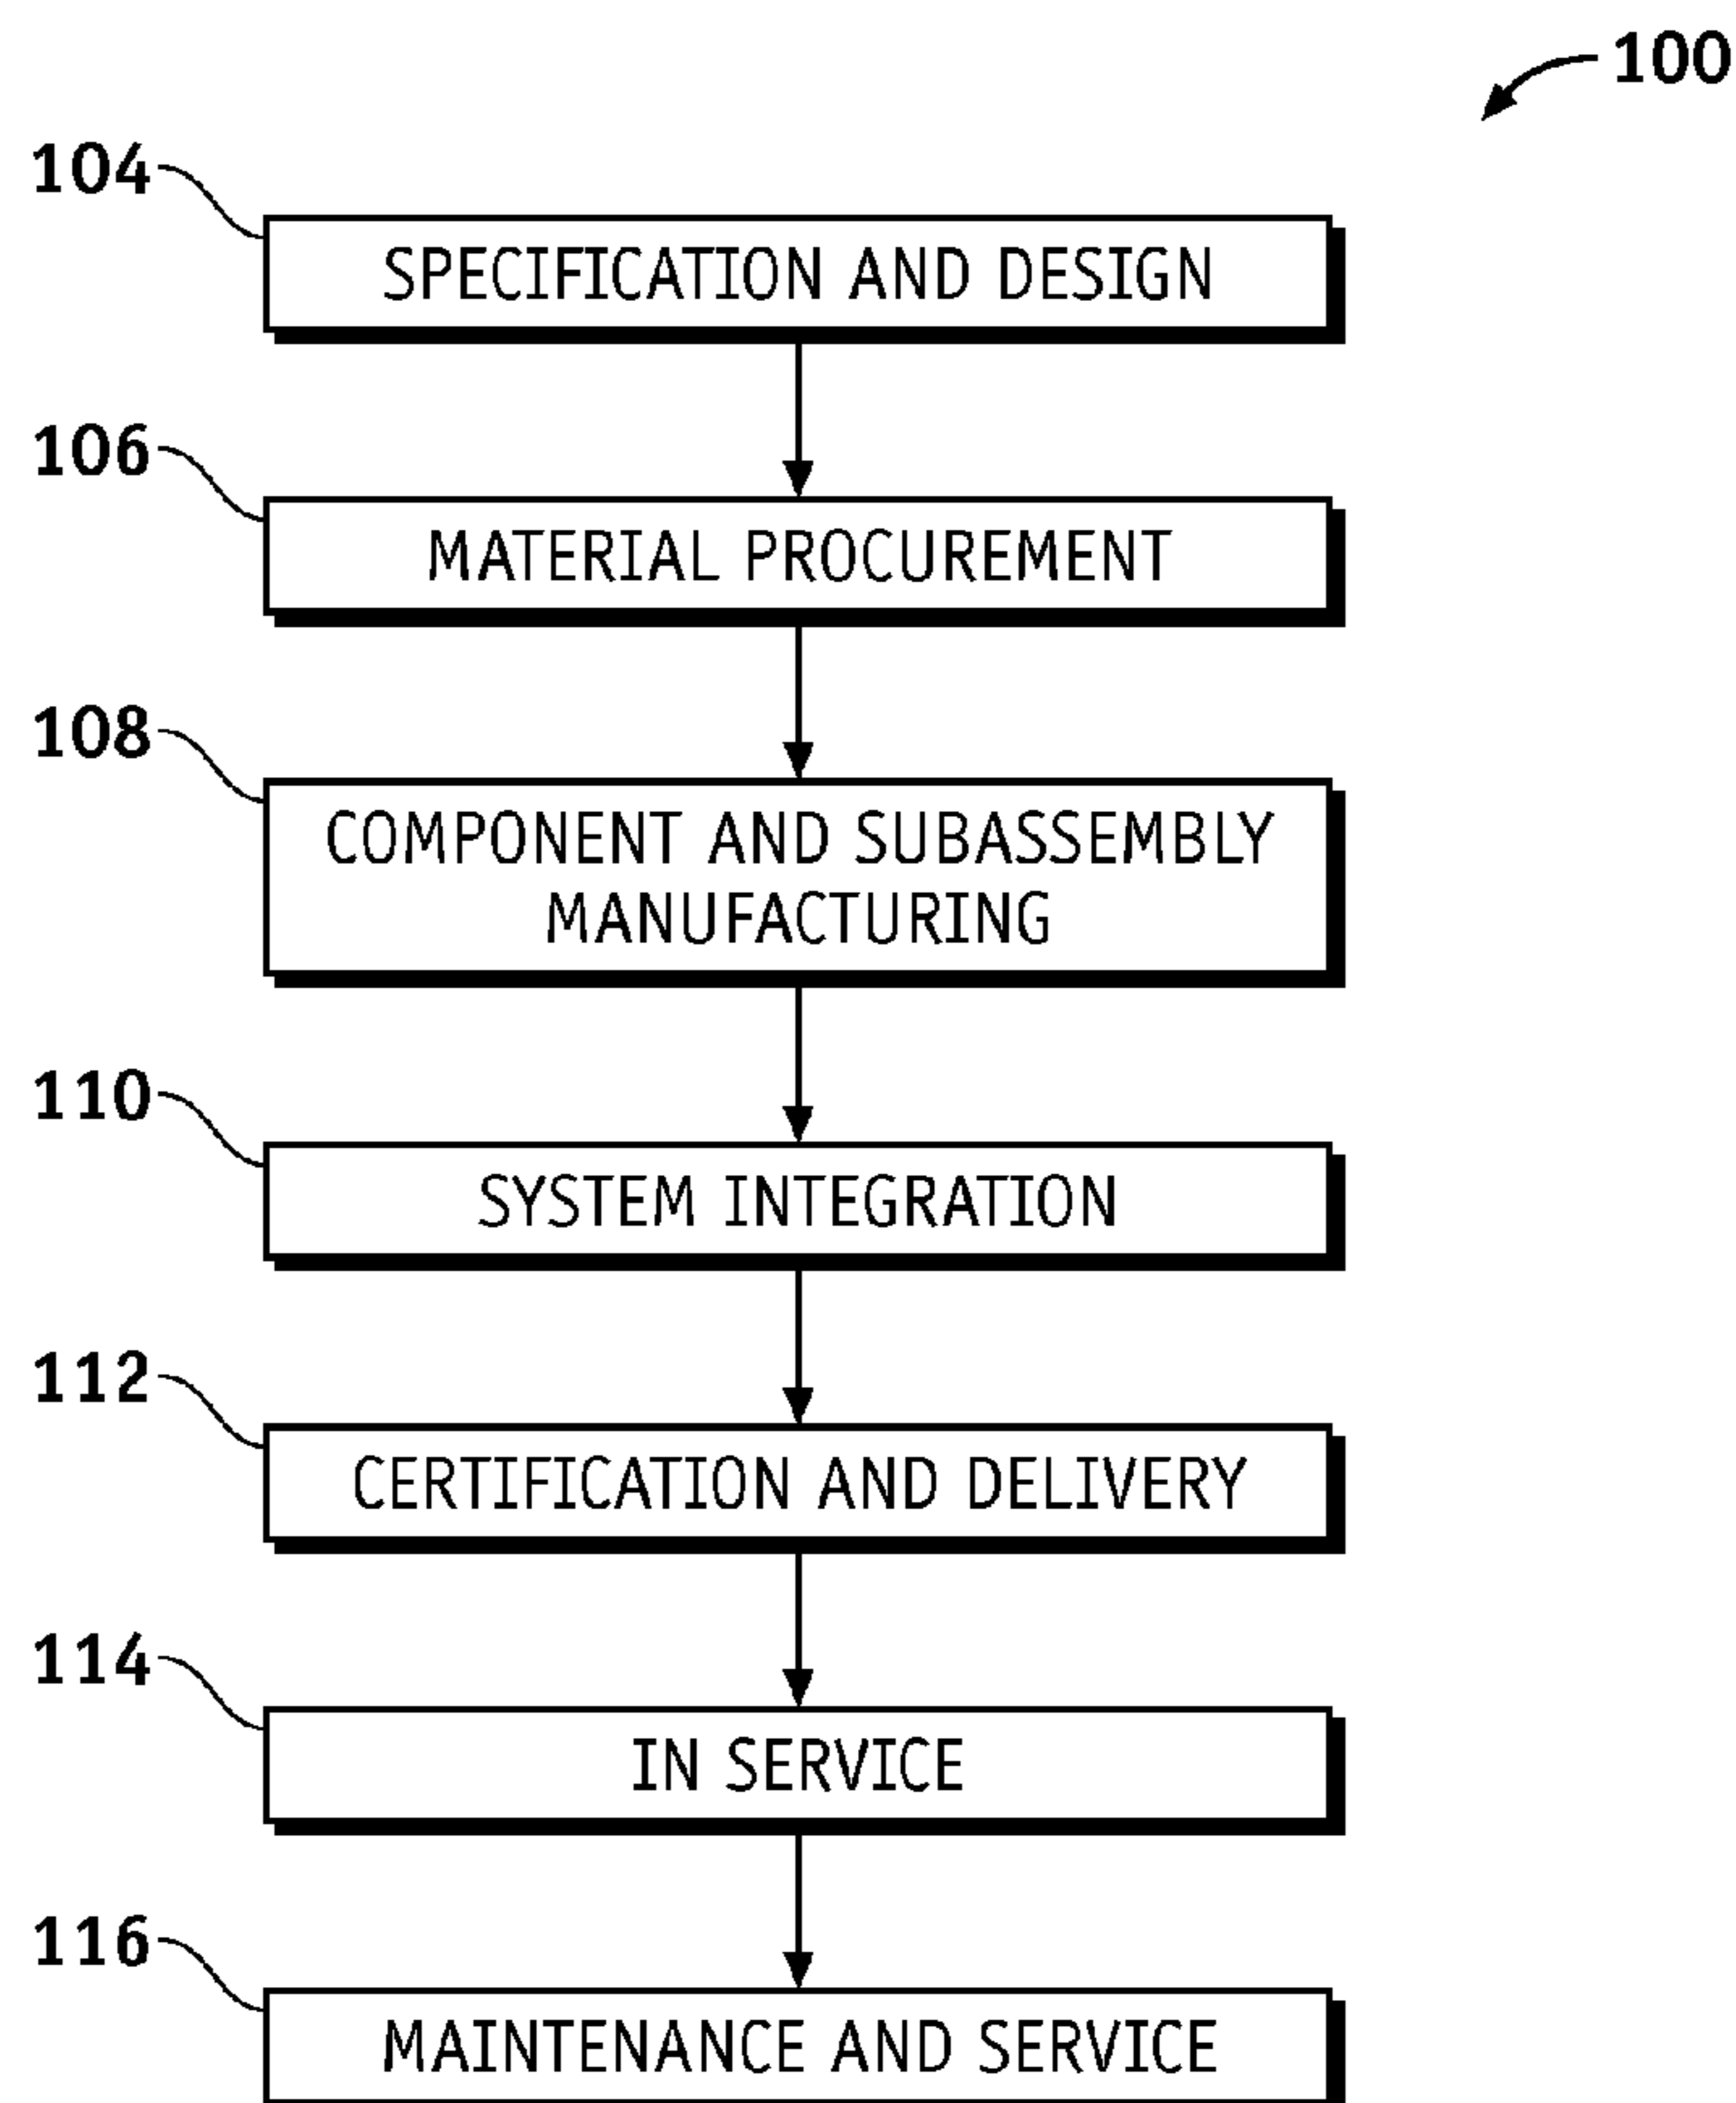 100
104
SPECIFICATION AND DESIGN
106
MATERIAL PROCUREMENT
108
COMPONENT AND SUBASSEMBLY
MANUFACTURING
110
SYSTEM INTEGRATION
112
CERTIFICATION AND DELIVERY
114
IN SERVICE
116
MAINTENANCE AND SERVICE